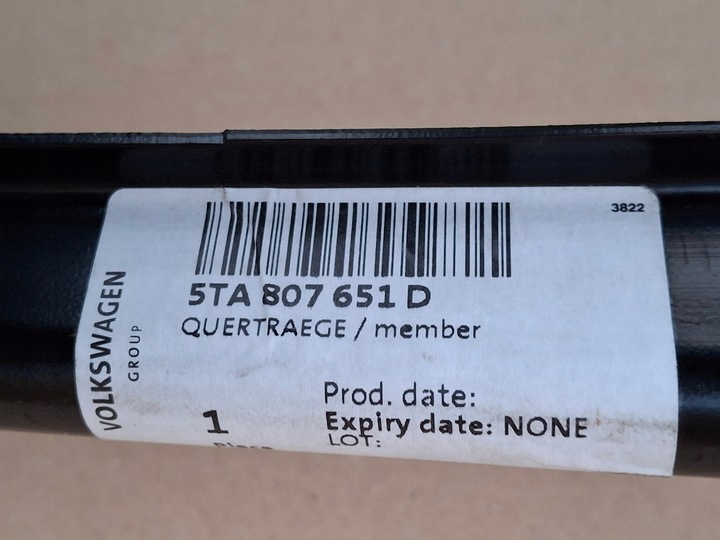 3822
5TA 807 651 D
QUERTRAEGE / member
VOLKSWAGEN
GROUP
Prod. date:
1
Expiry date: NONE
LOT: